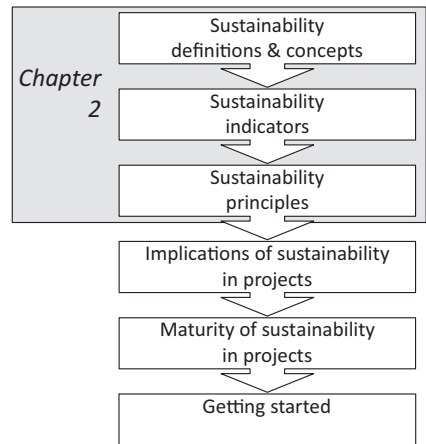 Sustainability
definitions & concepts
Chapter
2
Sustainability
indicators
Sustainability
principles
Implications of sustainability
in projects
Maturity of sustainability
in projects
Getting started